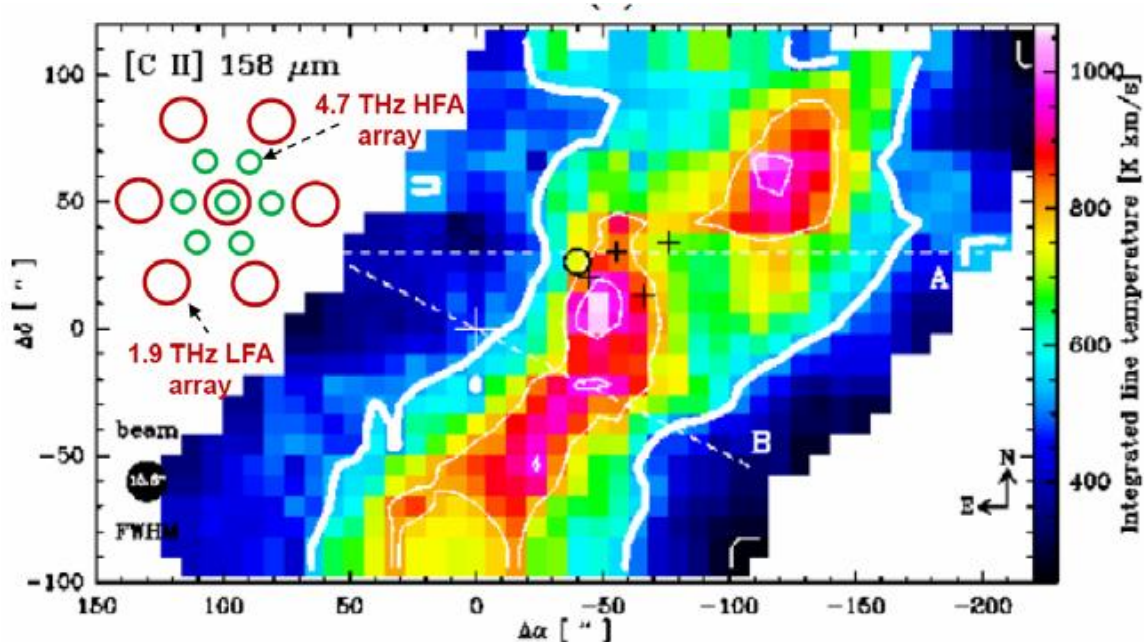 [C II] 158 μm
4.7 THz HFA
array
1.9 THz LFA
array
beam
FWHM
A
B
N
E
100
50
0
-50
-100
150
100
50
0
-50
-100
-150
-200
Δδ ["]
Δα ["]
1000
800
600
400
Integrated line temperature [K km/s]